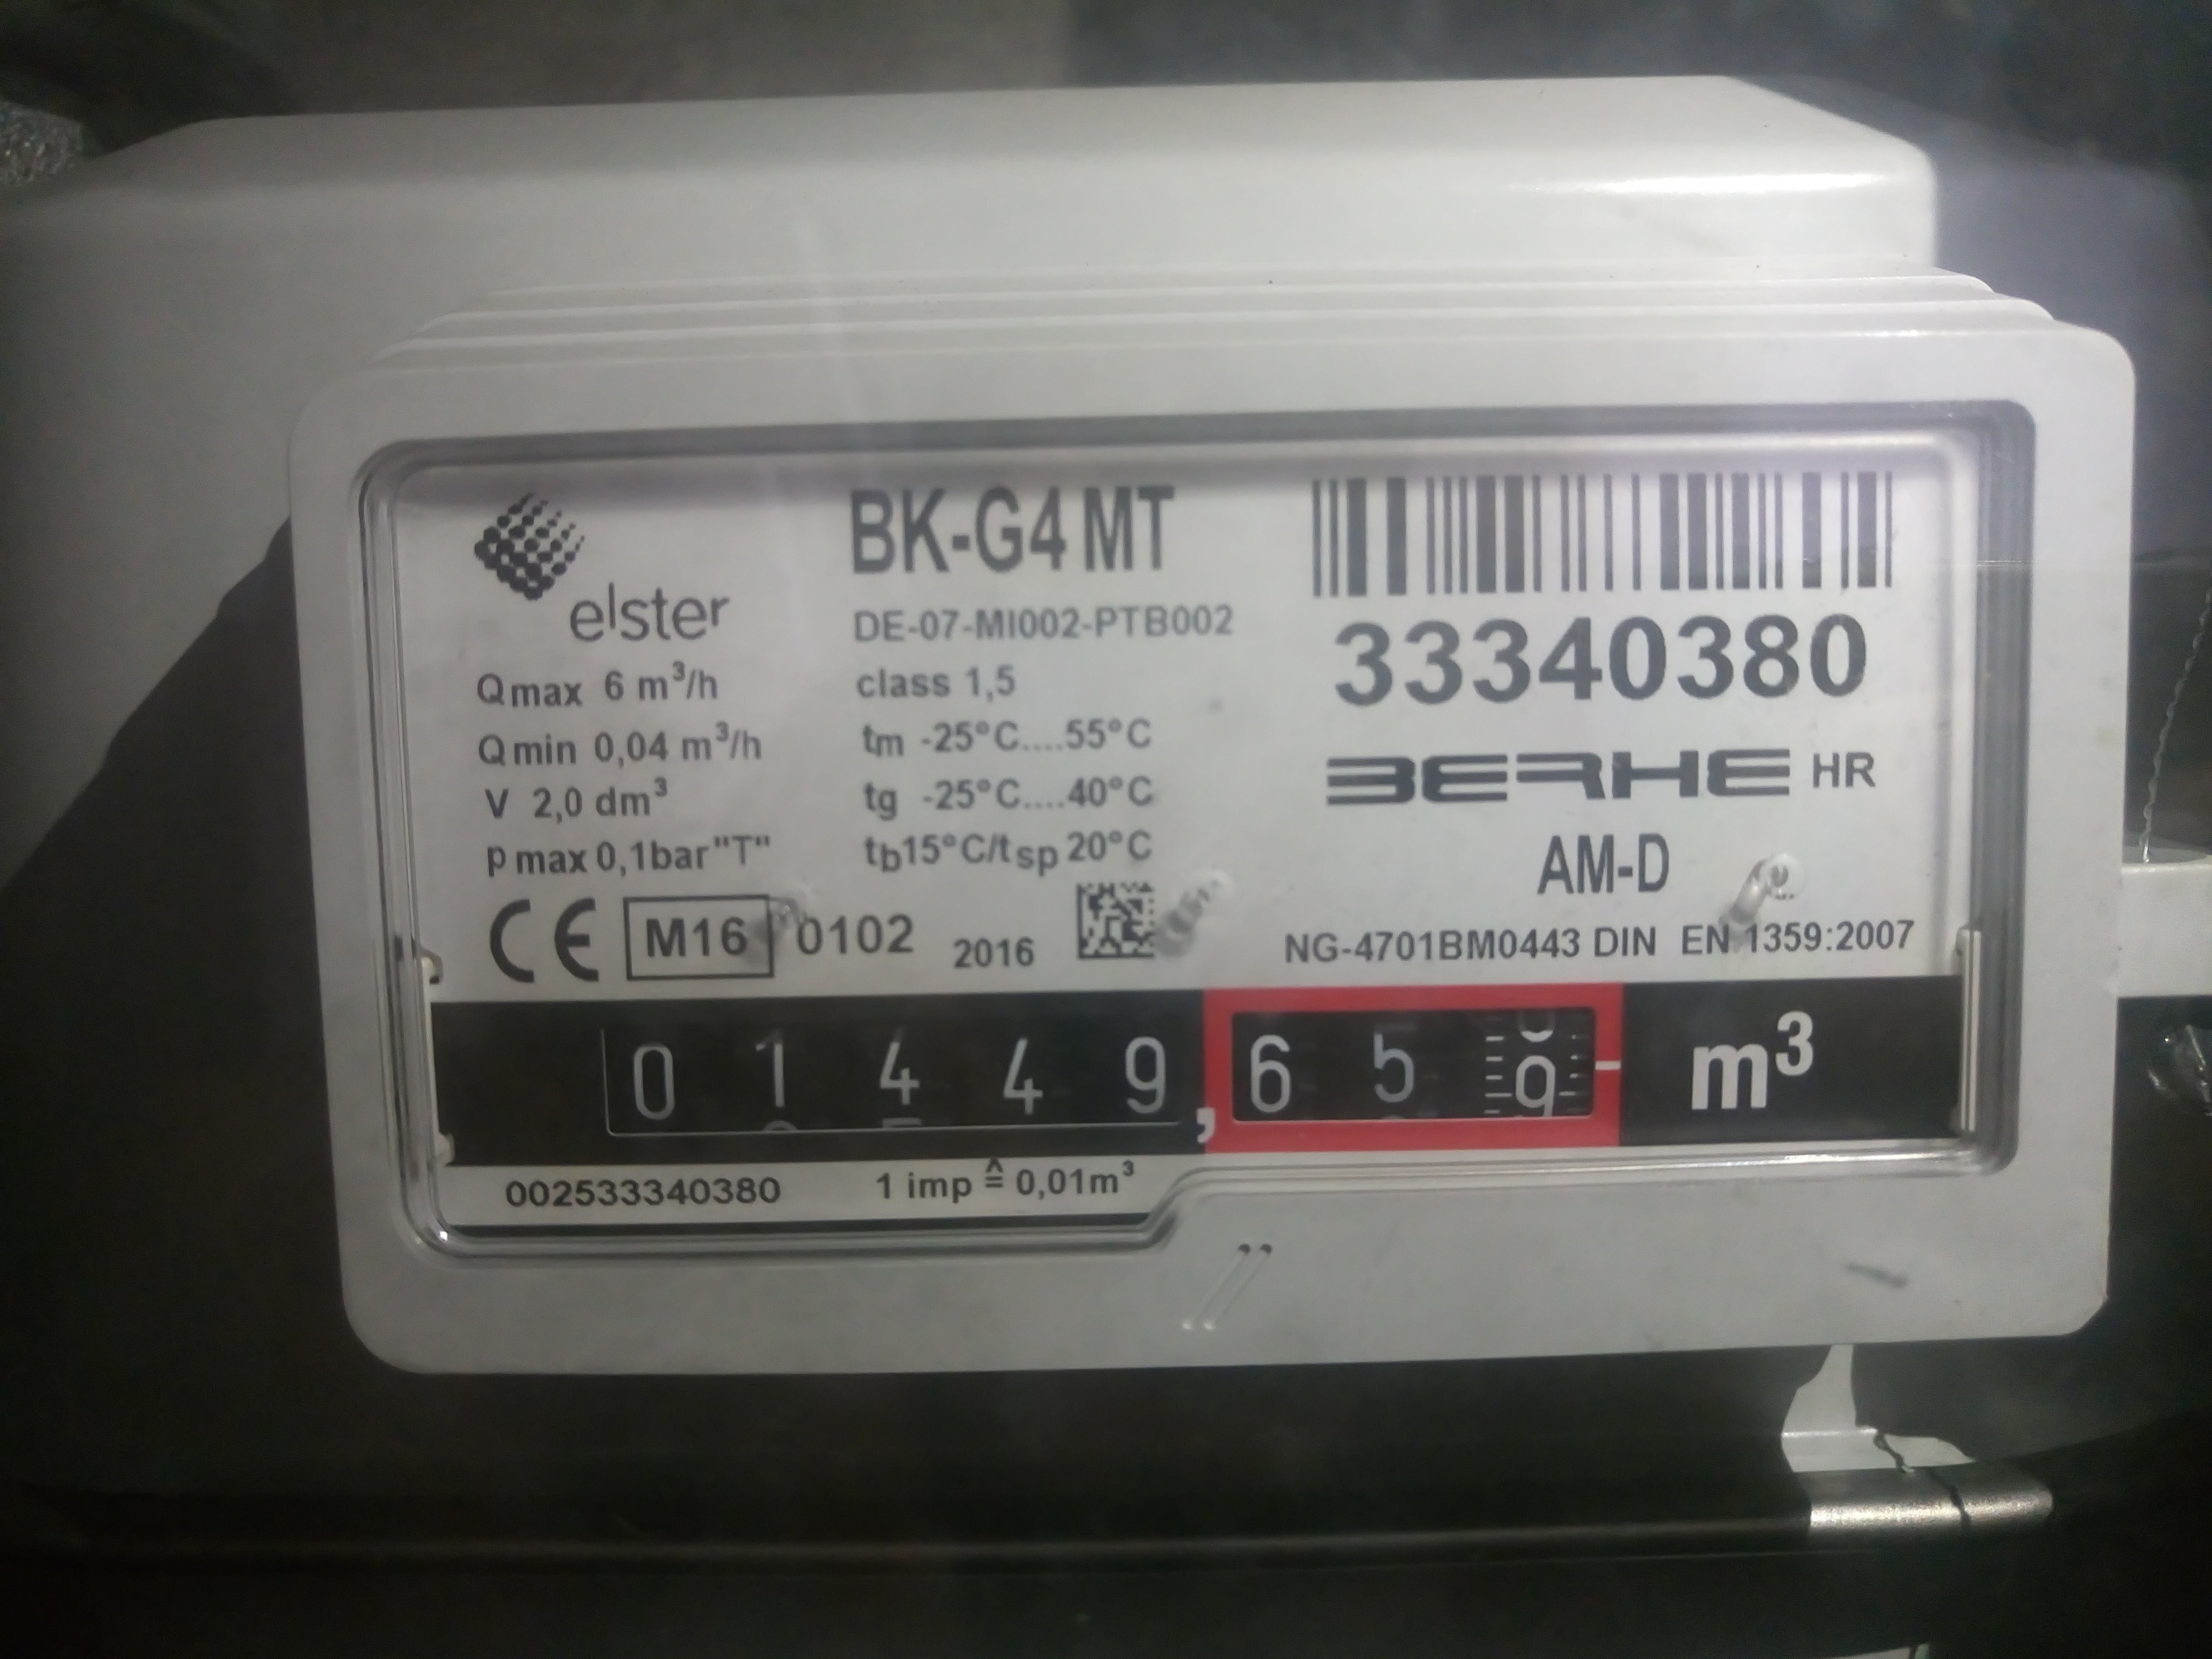 elster
BK-G4 MT
DE-07-MI002-PTB002
33340380
Qmax 6 m³/h
Qmin 0,04 m³/h
V 2,0 dm³
p max 0,1bar "T"
class 1,5
tm -25°C....55°C
tg -25°C....40°C
tb15°C/tsp 20°C
BERHE HR
AM-D
CE M16 0102 2016
NG-4701BM0443 DIN EN 1359:2007
0 1 4 4 9 , 6 5 9 m³
002533340380 1 imp ≙ 0,01m³